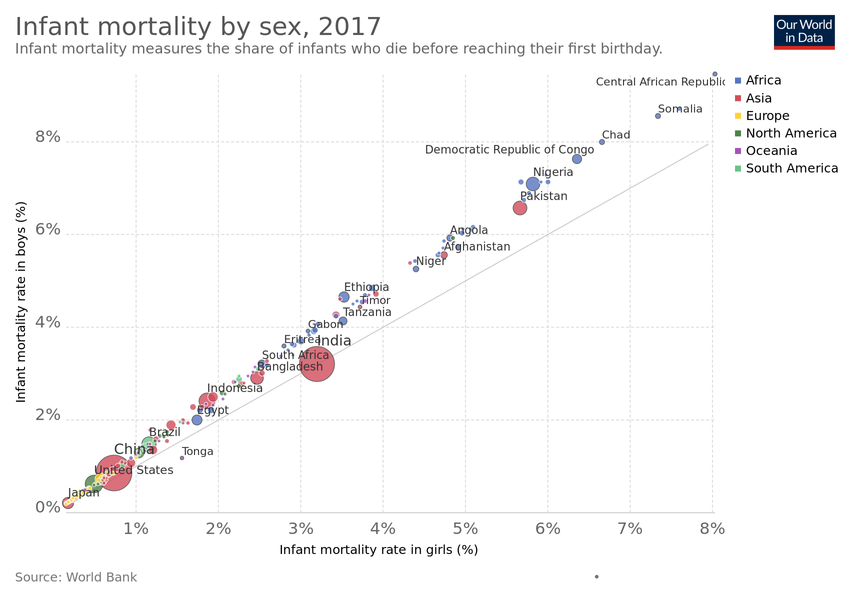 Infant mortality by sex, 2017
Infant mortality measures the share of infants who die before reaching their first birthday.
Our World
in Data
Central African Republic
Africa
Asia
Europe
North America
Oceania
South America
Somalia
8%
Chad
Democratic Republic of Congo
Nigeria
Pakistan
6%
Angola
Afghanistan
Niger
Ethiopia
Timor
Tanzania
4%
Gabon
Eritrea
India
South Africa
Bangladesh
Indonesia
Egypt
2%
Brazil
Tonga
China
United States
Japan
0%
1%
2%
3%
4%
5%
6%
7%
8%
Infant mortality rate in boys (%)
Infant mortality rate in girls (%)
Source: World Bank